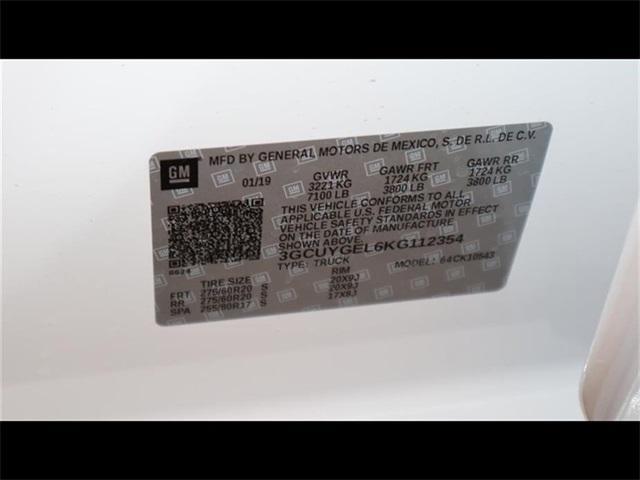 GM
MFD BY GENERAL MOTORS DE MEXICO, S. DE R.L. DE C.V.
01/19 GVWR GAWR FRT GAWR RR
3221 KG 1724 KG 1724 KG
7100 LB 3800 LB 3800 LB
THIS VEHICLE CONFORMS TO ALL
APPLICABLE U.S. FEDERAL MOTOR
VEHICLE SAFETY STANDARDS IN EFFECT
ON THE DATE OF MANUFACTURE
SHOWN ABOVE.
3GCUYGEL6KG112354
TYPE: TRUCK MODEL: 64CK10543
TIRE SIZE RIM
FRT 275/60R20 S 20X9J
RR 275/60R20 S 20X9J
SPA 255/80R17 S 17X8J